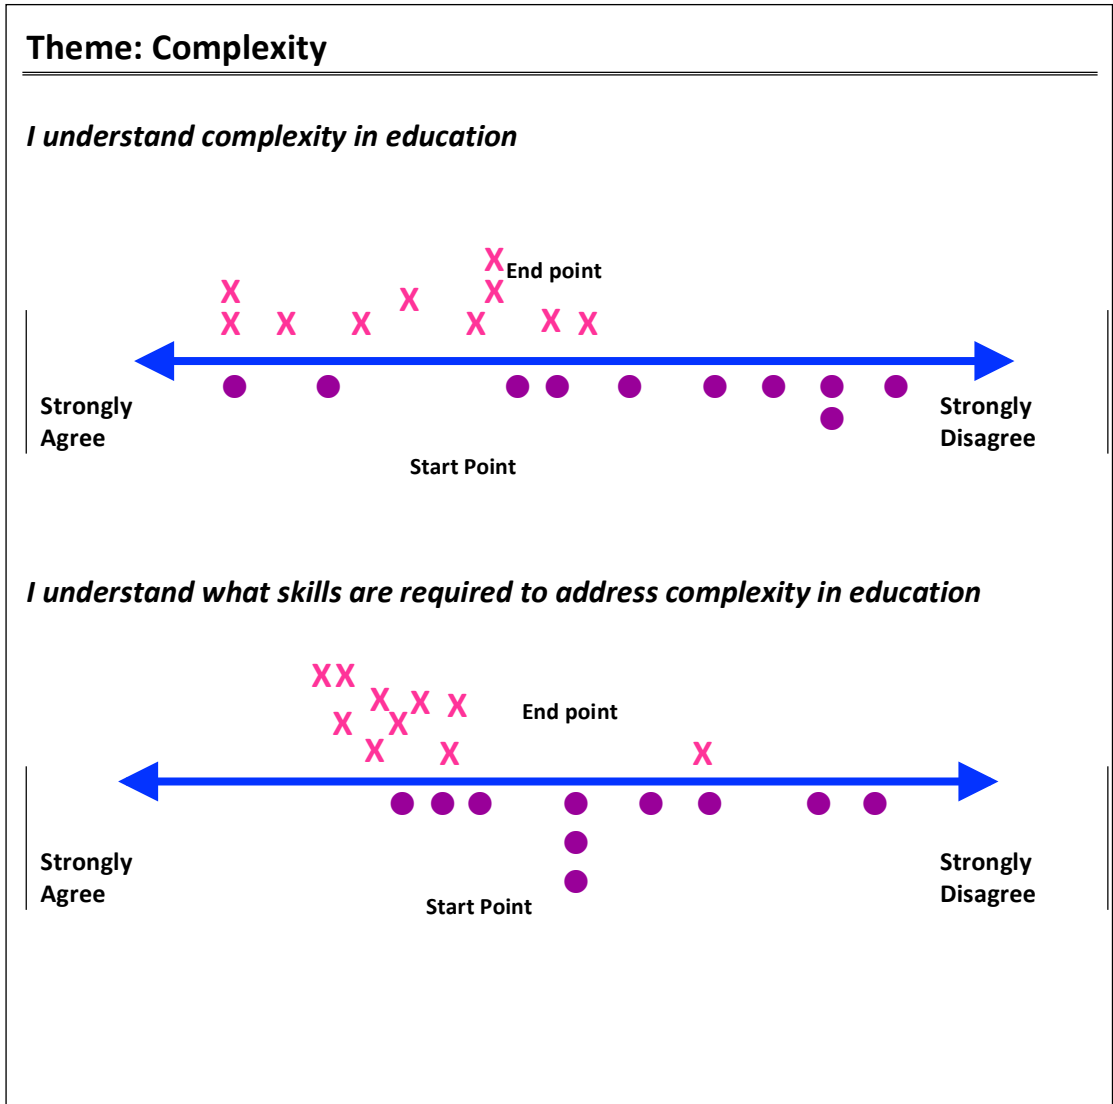 Theme: Complexity
I understand complexity in education
X
End point
X X X
X X X X X X
Strongly
Agree
Strongly
Disagree
Start Point
I understand what skills are required to address complexity in education
X X
X X X
End point
X X
X X X
Strongly
Agree
Strongly
Disagree
Start Point